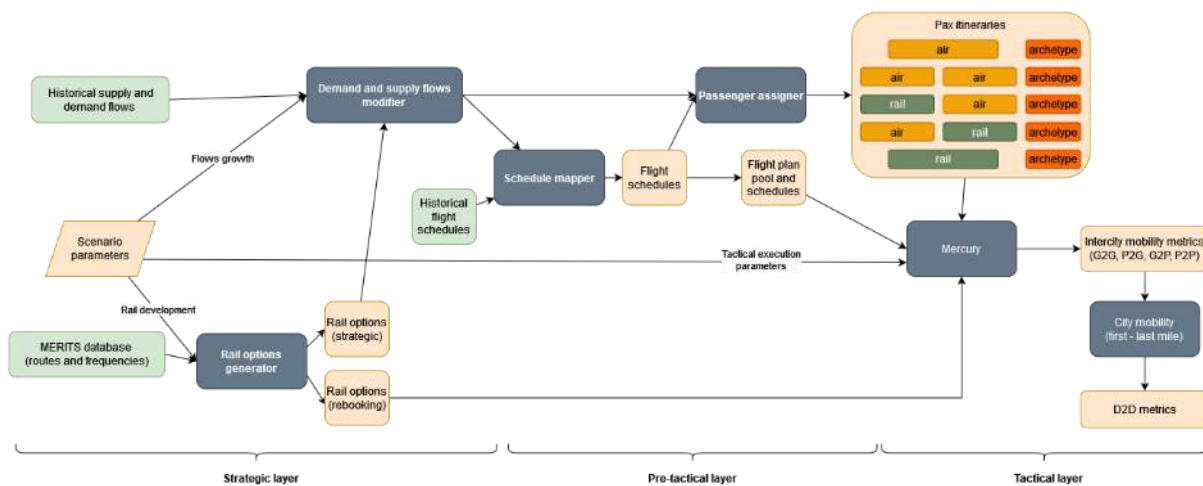 Pax itineraries
air
archetype
air
air
archetype
rail
air
archetype
air
rail
archetype
rail
archetype
Historical supply and
demand flows
Demand and supply flows
modifier
Passenger assigner
Flows growth
Schedule mapper
Flight
schedules
Flight plan
pool and
schedules
Historical
flight
schedules
Scenario
parameters
Tactical execution
parameters
Mercury
Intercity mobility metrics
(G2G, P2G, G2P, P2P)
Rail development
Rail options
(strategic)
City mobility
(first - last mile)
MERITS database
(routes and frequencies)
Rail options
generator
Rail options
(rebooking)
D2D metrics
Strategic layer
Pre-tactical layer
Tactical layer